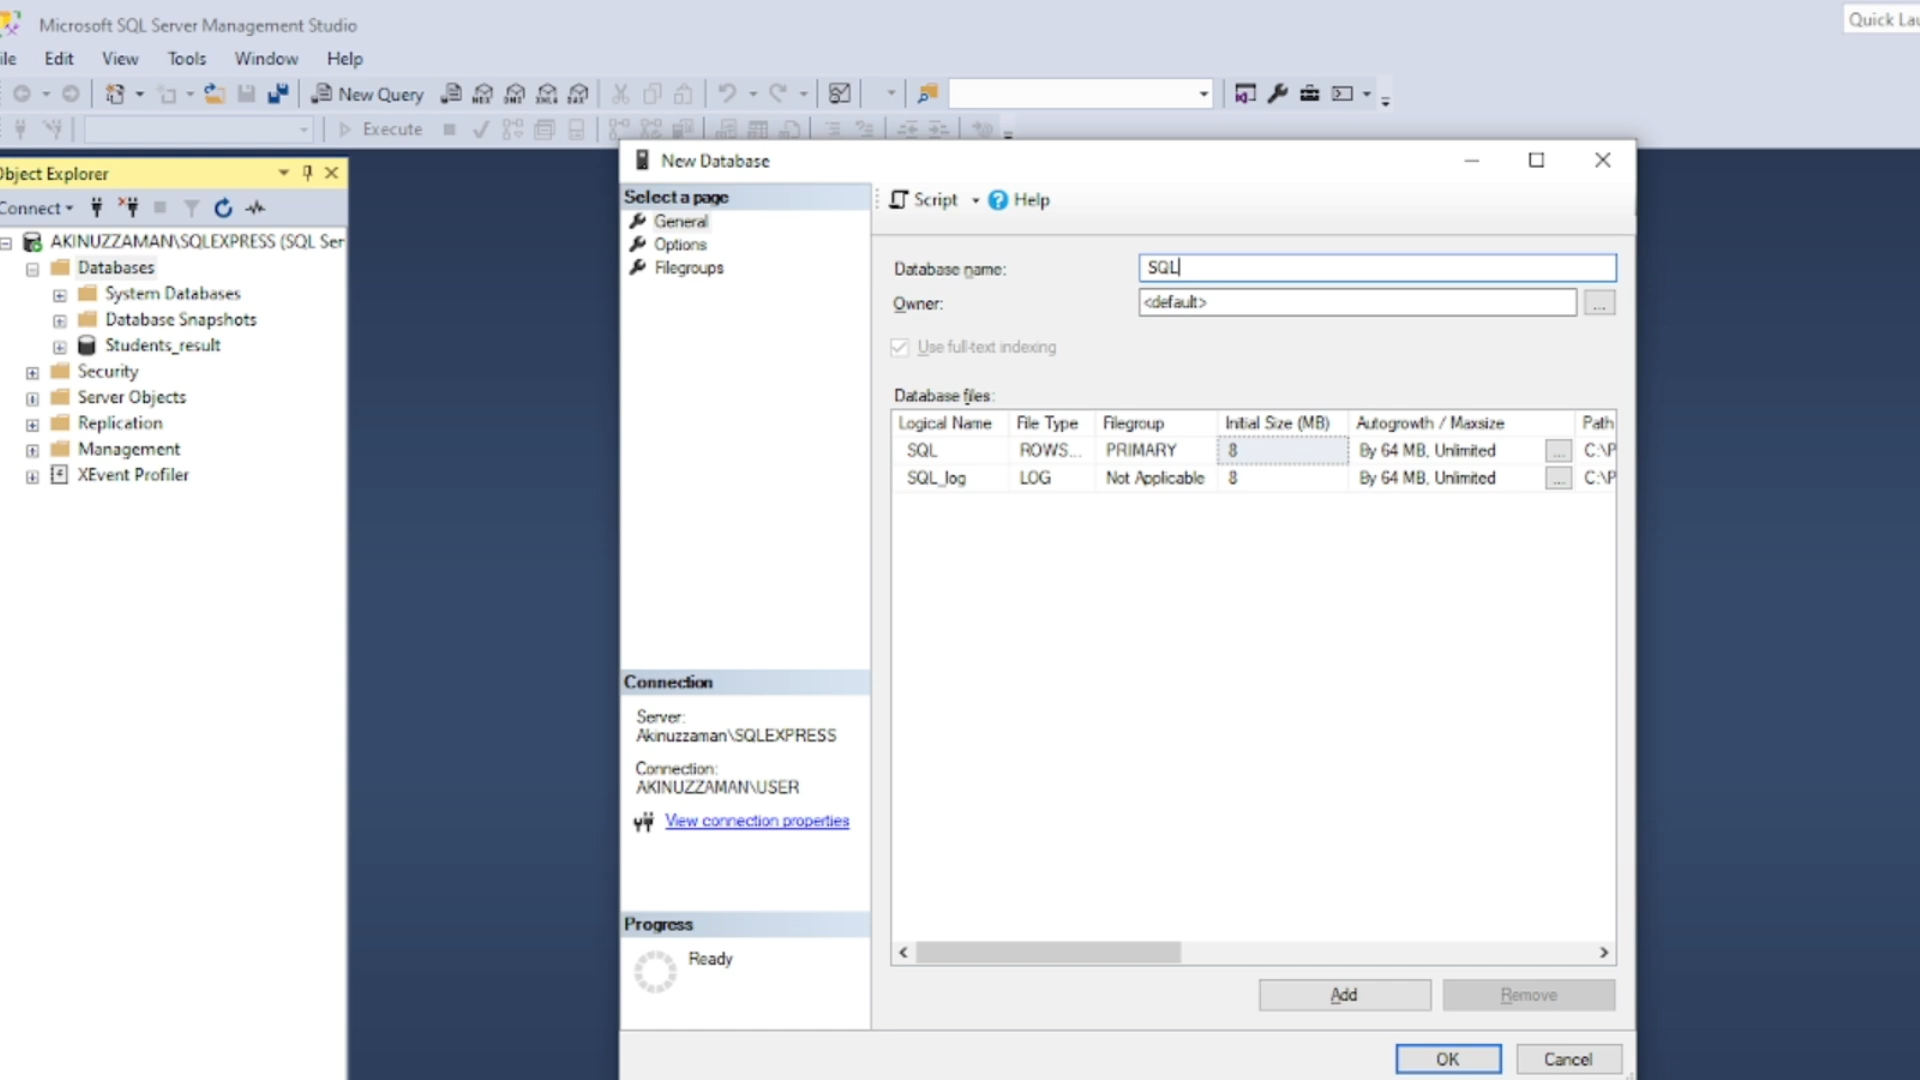 Microsoft SQL Server Management Studio
Quick Lau
ile Edit View Tools Window Help
New Query
Execute
Object Explorer
Connect
AKINUZZAMAN\SQLEXPRESS (SQL Ser
Databases
System Databases
Database Snapshots
Students_result
Security
Server Objects
Replication
Management
XEvent Profiler
New Database
Select a page
General
Options
Filegroups
Script
Help
Database name: SQL
Owner: <default>
...
Use full-text indexing
Database files:
Logical Name File Type Filegroup Initial Size (MB) Autogrowth / Maxsize Path
SQL ROWS... PRIMARY 8 By 64 MB, Unlimited ... C:\P
SQL_log LOG Not Applicable 8 By 64 MB, Unlimited ... C:\P
Connection
Server:
Akinuzzaman\SQLEXPRESS
Connection:
AKINUZZAMAN\USER
View connection properties
Progress
Ready
Add Remove
OK Cancel